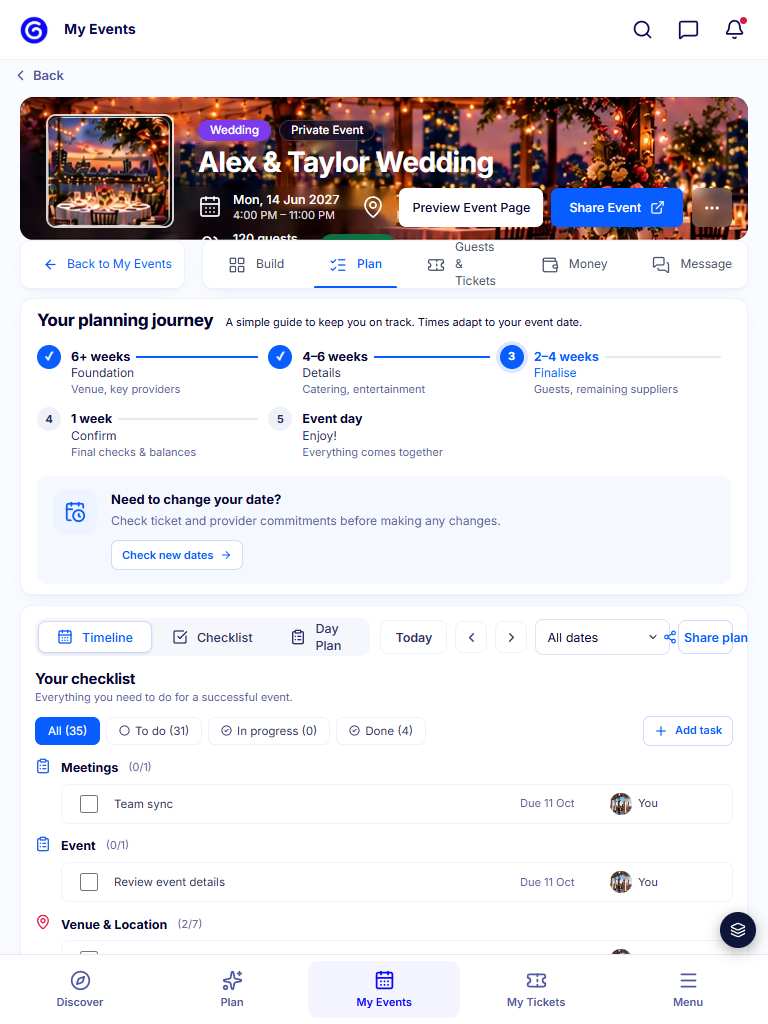 My Events
Back
Wedding
Private Event
Alex & Taylor Wedding
Mon, 14 Jun 2027
4:00 PM – 11:00 PM
120 guests
Preview Event Page
Share Event
Back to My Events
Build
Plan
Guests
&
Tickets
Money
Message
Your planning journey
A simple guide to keep you on track. Times adapt to your event date.
6+ weeks
Foundation
Venue, key providers
4–6 weeks
Details
Catering, entertainment
3
2–4 weeks
Finalise
Guests, remaining suppliers
4
1 week
Confirm
Final checks & balances
5
Event day
Enjoy!
Everything comes together
Need to change your date?
Check ticket and provider commitments before making any changes.
Check new dates
Timeline
Checklist
Day
Plan
Today
All dates
Share plan
Your checklist
Everything you need to do for a successful event.
All (35)
To do (31)
In progress (0)
Done (4)
Add task
Meetings (0/1)
Team sync
Due 11 Oct
You
Event (0/1)
Review event details
Due 11 Oct
You
Venue & Location (2/7)
Discover
Plan
My Events
My Tickets
Menu